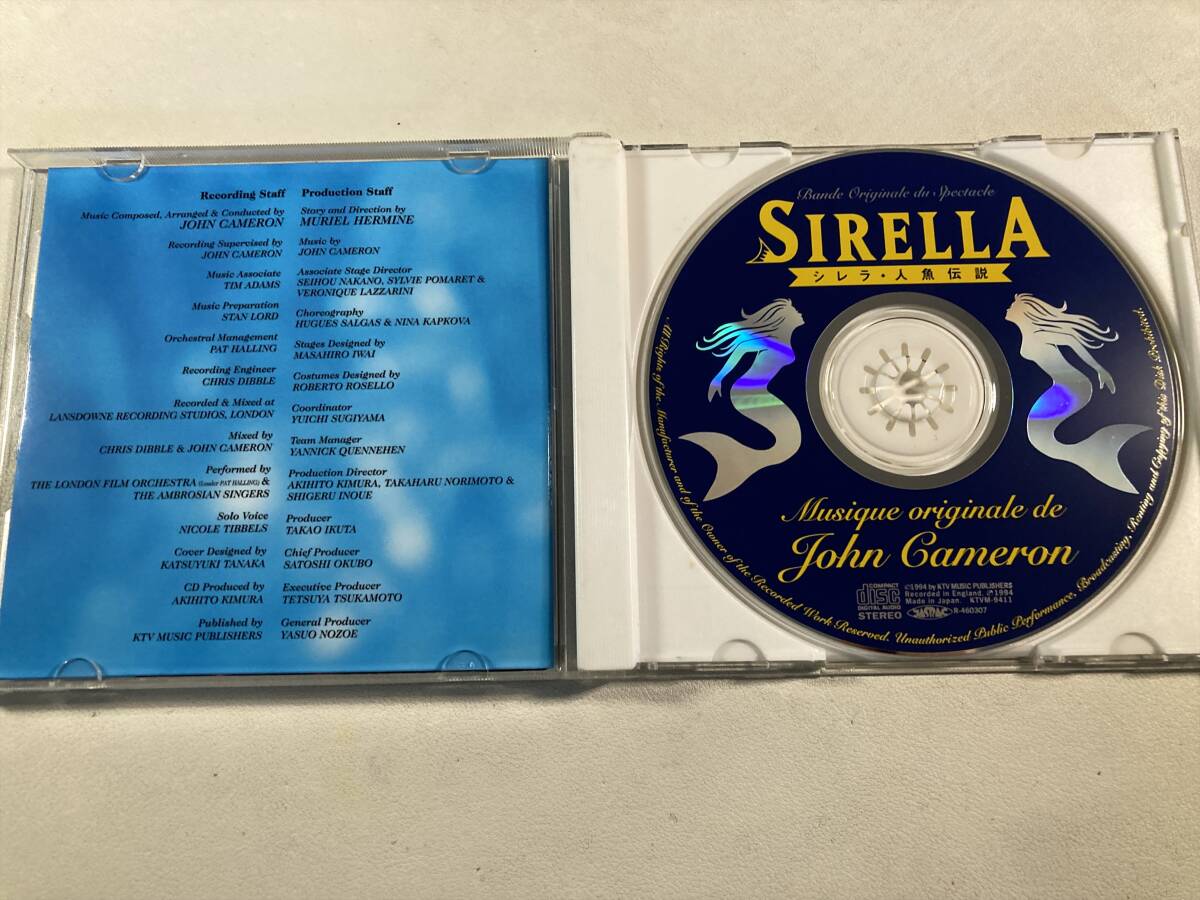 Recording Staff
Music Composed, Arranged & Conducted by
JOHN CAMERON
Recording Supervised by
JOHN CAMERON
Music Associate
TIM ADAMS
Music Preparation
STAN LORD
Orchestral Management
PAT HALLING
Recording Engineer
CHRIS DIBBLE
Recorded & Mixed at
LANSDOWNE RECORDING STUDIOS, LONDON
Mixed by
CHRIS DIBBLE & JOHN CAMERON
Performed by
THE LONDON FILM ORCHESTRA (Leader PAT HALLING) &
THE AMBROSIAN SINGERS
Solo Voice
NICOLE TIBBELS
Cover Designed by
KATSUYUKI TANAKA
CD Produced by
AKIHITO KIMURA
Published by
KTV MUSIC PUBLISHERS
Production Staff
Story and Direction by
MURIEL HERMINE
Music by
JOHN CAMERON
Associate Stage Director
SEIHOU NAKANO, SYLVIE POMARET &
VERONIQUE LAZZARINI
Choreography
HUGUES SALGAS & NINA KAPKOVA
Stages Designed by
MASAHIRO IWAI
Costumes Designed by
ROBERTO ROSELLO
Coordinator
YUICHI SUGIYAMA
Team Manager
YANNICK QUENNEHEN
Production Director
AKIHITO KIMURA, TAKAHARU NORIMOTO &
SHIGERU INOUE
Producer
TAKAO IKUTA
Chief Producer
SATOSHI OKUBO
Executive Producer
TETSUYA TSUKAMOTO
General Producer
YASUO NOZOE
Bande Originale du Spectacle
SIRELLA
シレラ・人魚伝説
Musique originale de
John Cameron
COMPACT
disc
DIGITAL AUDIO
STEREO
©1994 by KTV MUSIC PUBLISHERS
Recorded in England. ℗1994
Made in Japan. KTVM-9411
JASRAC R-460307
All Rights of the Manufacturer and of the Owner of the Recorded Work Reserved. Unauthorized Public Performance, Broadcasting, Renting and Copying of this Disk Prohibited.